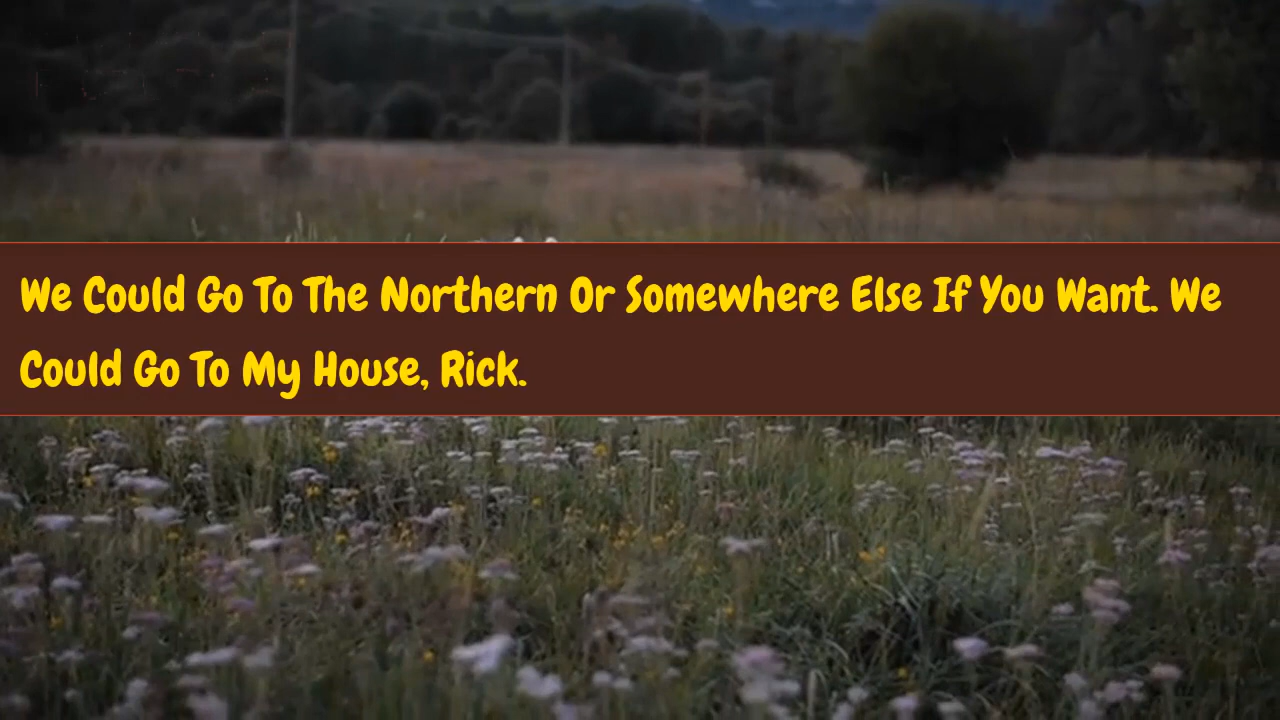 We Could Go To The Northern Or Somewhere Else If You Want. We
Could Go To My House, Rick.